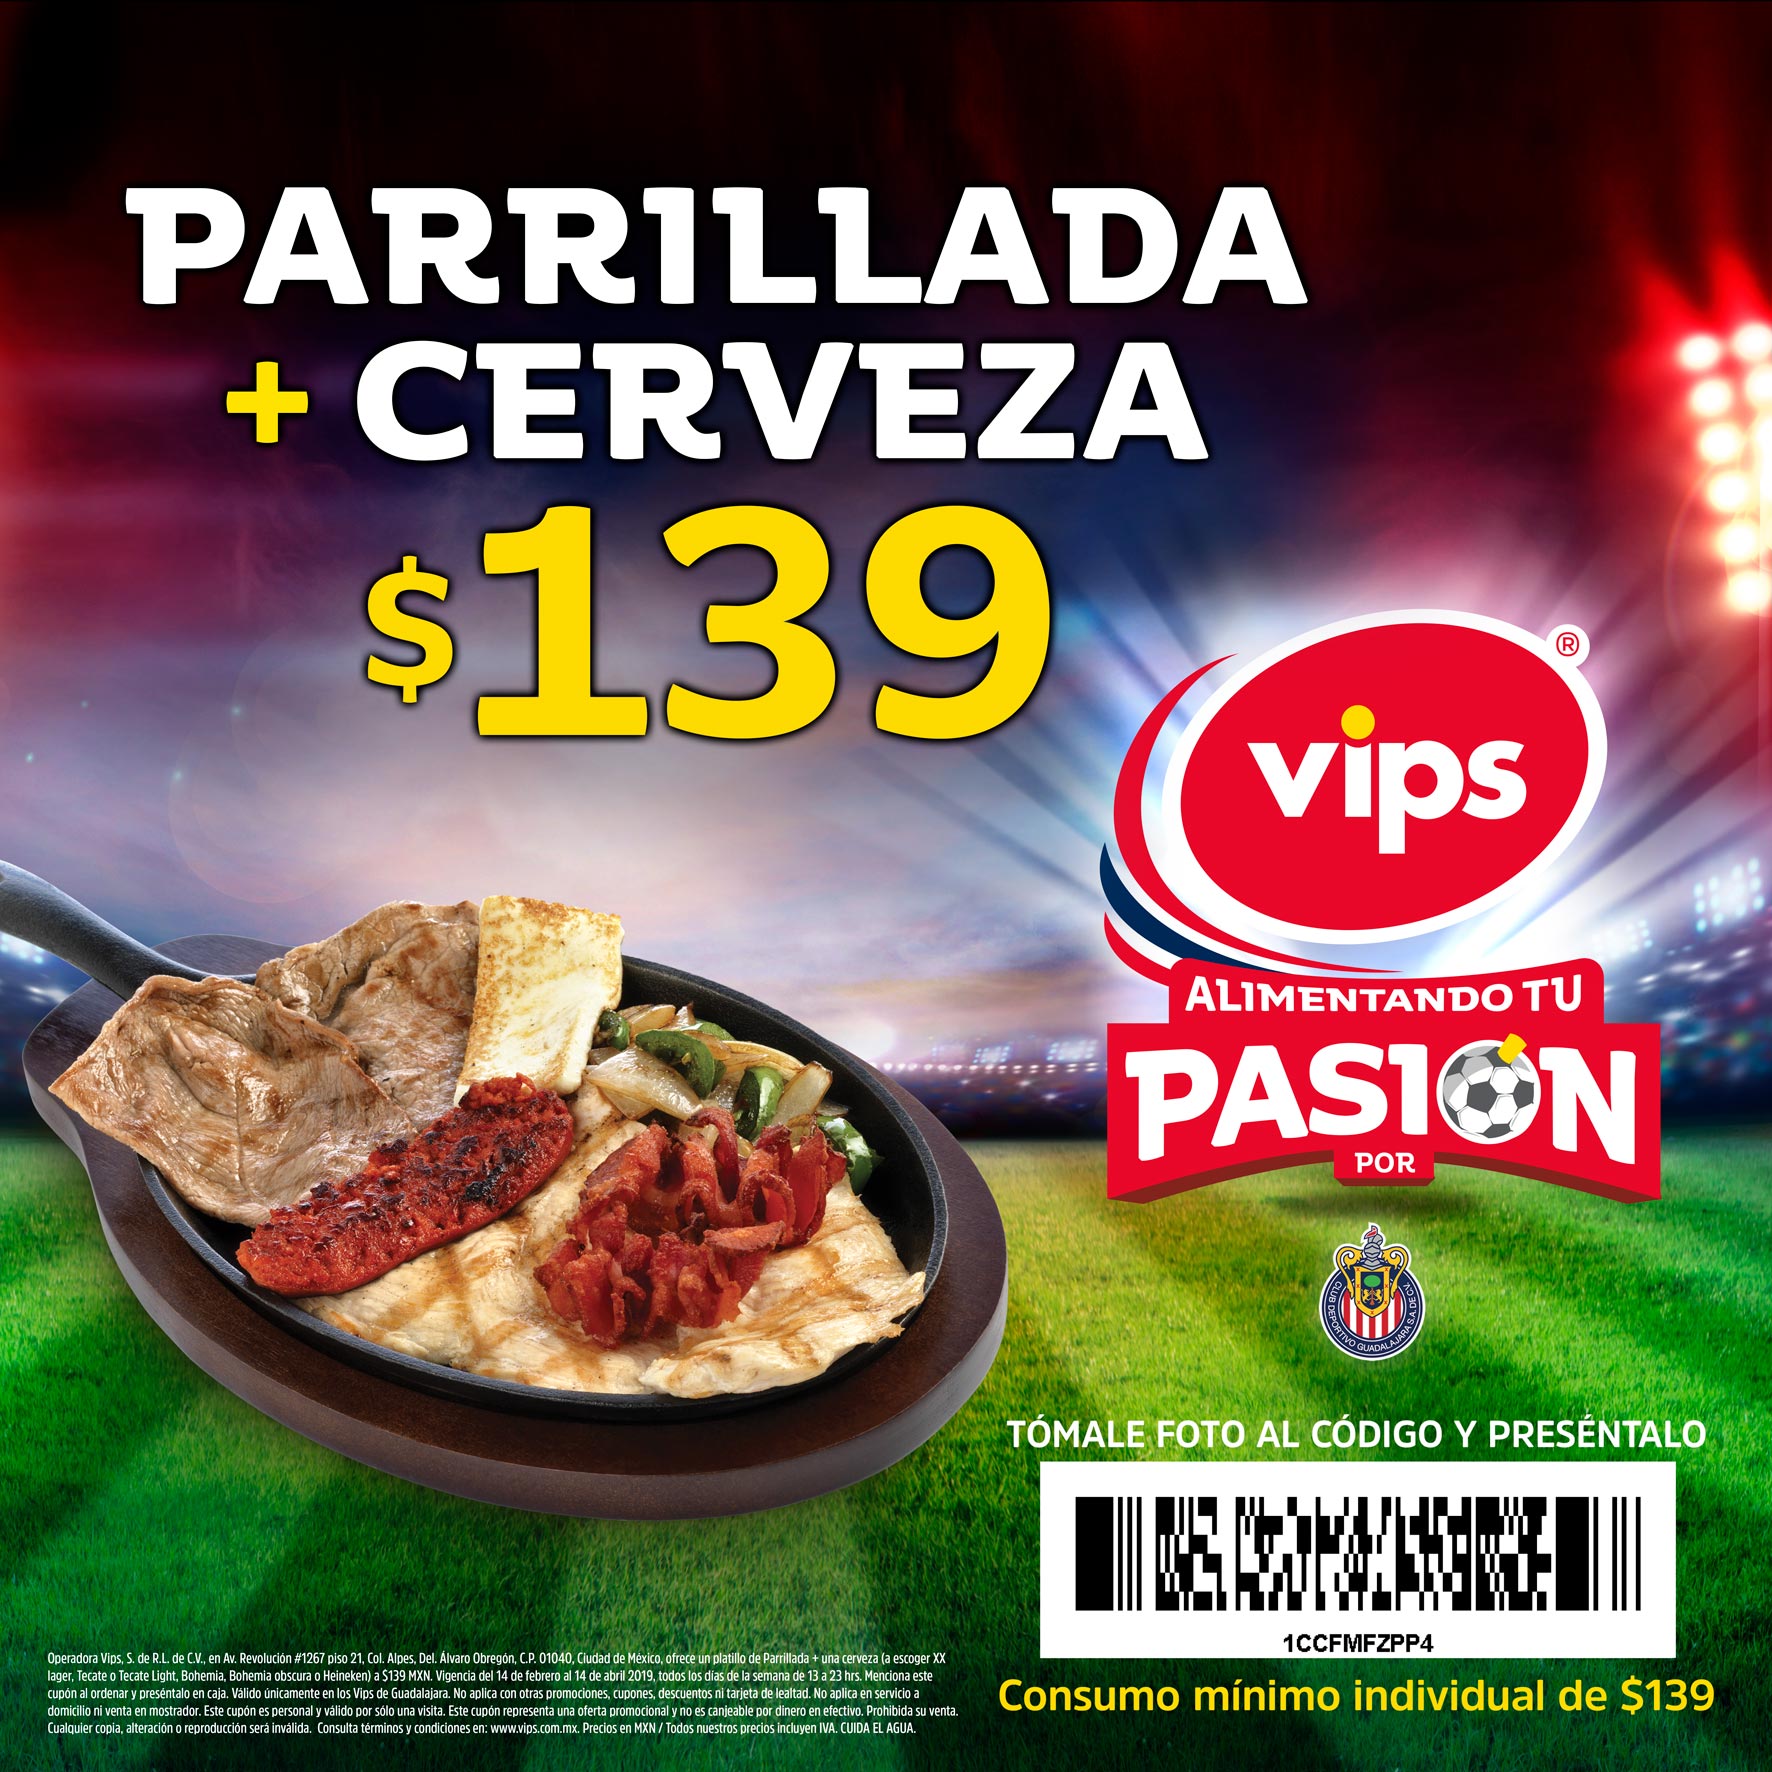 PARRILLADA
+ CERVEZA
$139
vips®
ALIMENTANDO TU
PASIÓN
POR
CLUB DEPORTIVO GUADALAJARA S.A. DE C.V.
TÓMALE FOTO AL CÓDIGO Y PRESÉNTALO
1CCFMFZPP4
Consumo mínimo individual de $139
Operadora Vips, S. de R.L. de C.V., en Av. Revolución #1267 piso 21, Col. Alpes, Del. Álvaro Obregón, C.P. 01040, Ciudad de México, ofrece un platillo de Parrillada + una cerveza (a escoger XX
lager, Tecate o Tecate Light, Bohemia, Bohemia obscura o Heineken) a $139 MXN. Vigencia del 14 de febrero al 14 de abril 2019, todos los días de la semana de 13 a 23 hrs. Menciona este
cupón al ordenar y preséntalo en caja. Válido únicamente en los Vips de Guadalajara. No aplica con otras promociones, cupones, descuentos ni tarjeta de lealtad. No aplica en servicio a
domicilio ni venta en mostrador. Este cupón es personal y válido por sólo una visita. Este cupón representa una oferta promocional y no es canjeable por dinero en efectivo. Prohibida su venta.
Cualquier copia, alteración o reproducción será inválida. Consulta términos y condiciones en: www.vips.com.mx. Precios en MXN / Todos nuestros precios incluyen IVA. CUIDA EL AGUA.